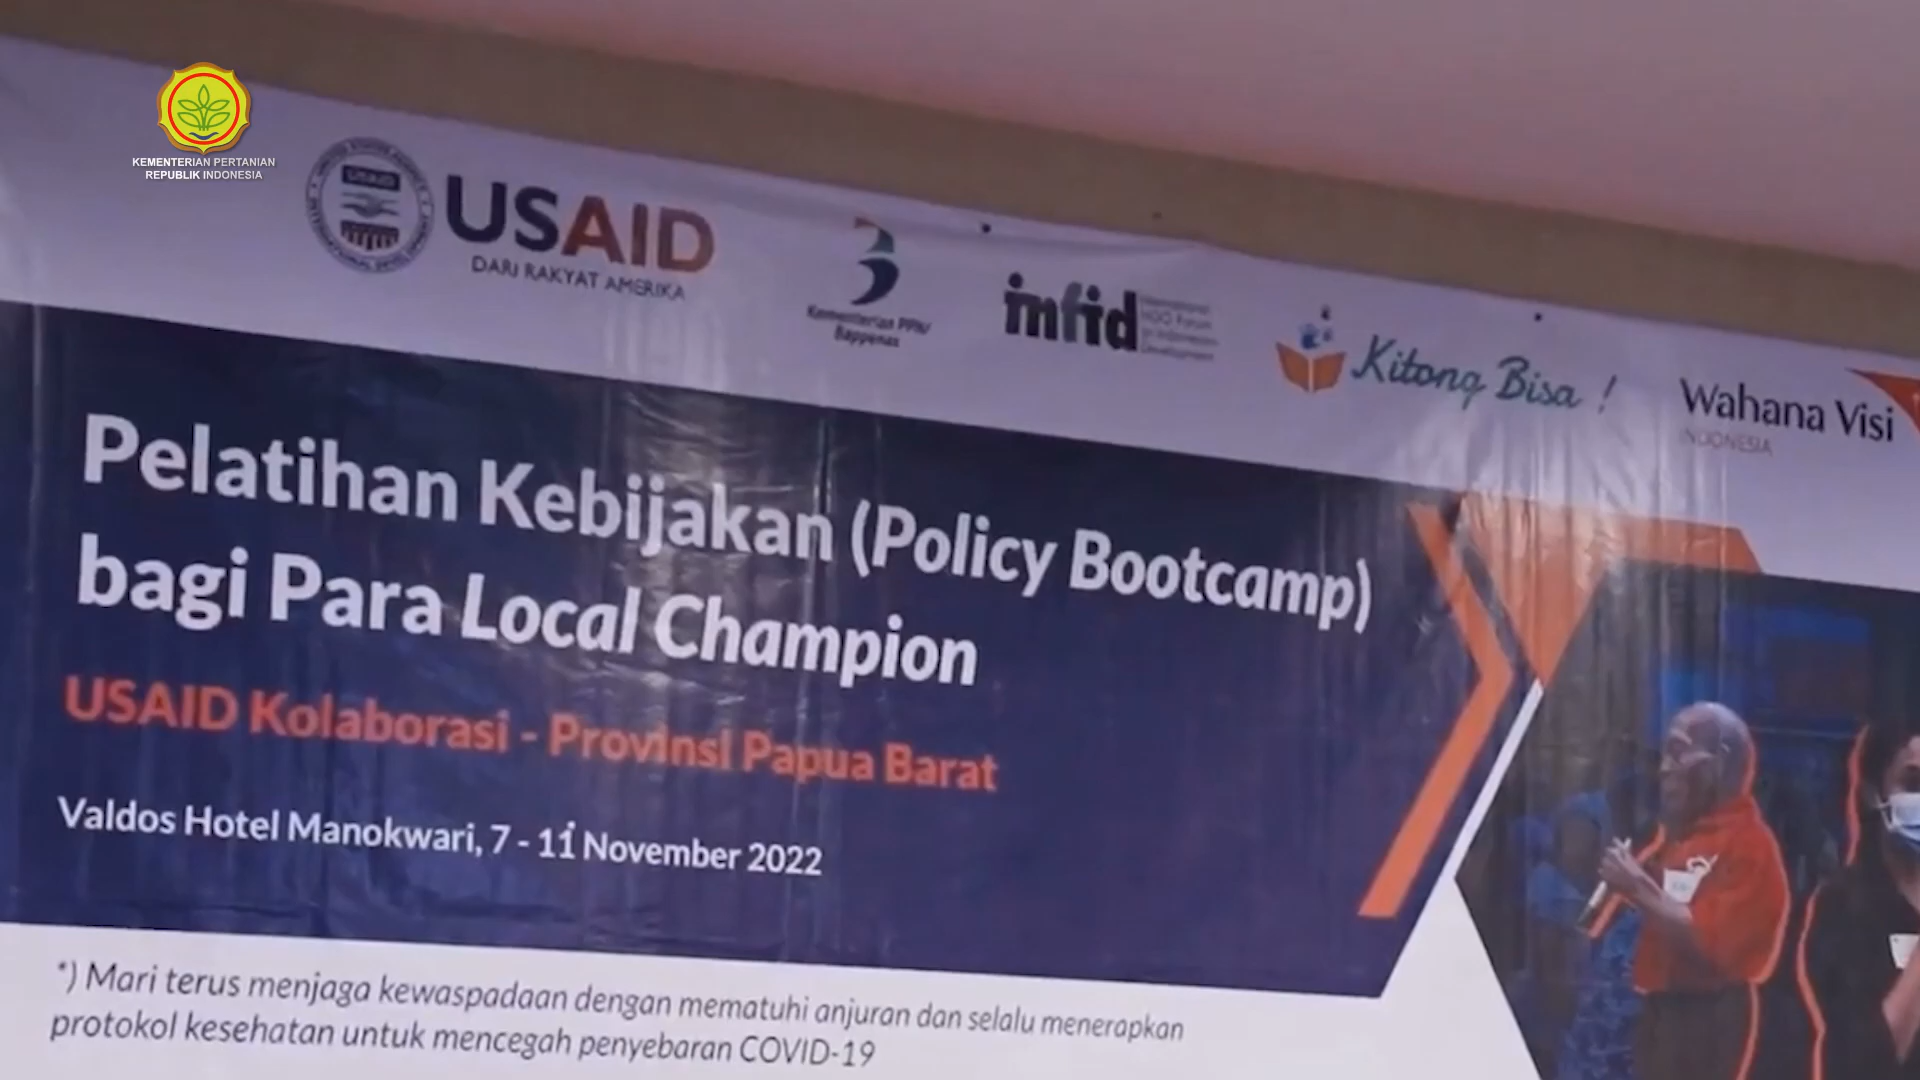 KEMENTERIAN PERTANIAN
REPUBLIK INDONESIA
USAID
USAID
DARI RAKYAT AMERIKA
Kementerian PPN/
Bappenas
infid
Kitong Bisa !
Wahana Visi
INDONESIA
Pelatihan Kebijakan (Policy Bootcamp)
bagi Para Local Champion
USAID Kolaborasi - Provinsi Papua Barat
Valdos Hotel Manokwari, 7 - 11 November 2022
*) Mari terus menjaga kewaspadaan dengan mematuhi anjuran dan selalu menerapkan
protokol kesehatan untuk mencegah penyebaran COVID-19